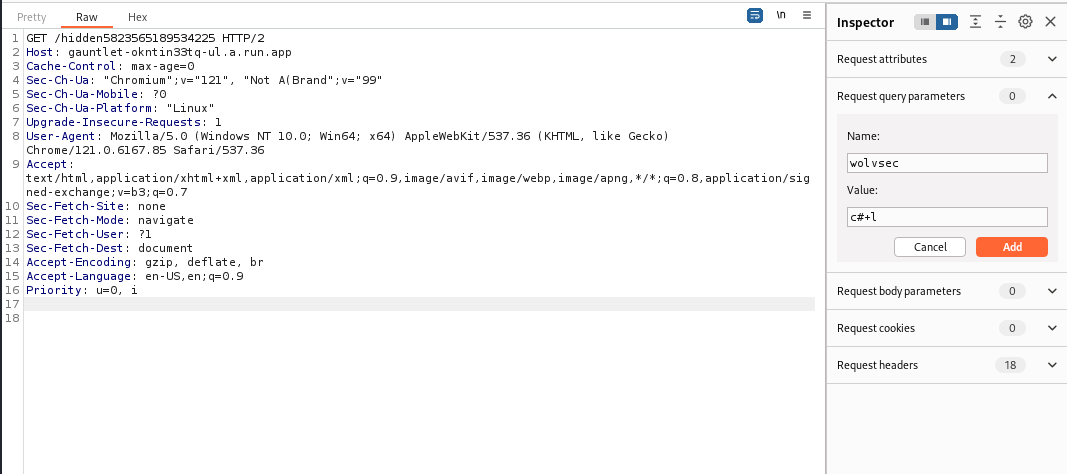 Pretty Raw Hex \n
1 GET /hidden5823565189534225 HTTP/2
2 Host: gauntlet-okntin33tq-ul.a.run.app
3 Cache-Control: max-age=0
4 Sec-Ch-Ua: "Chromium";v="121", "Not A(Brand";v="99"
5 Sec-Ch-Ua-Mobile: ?0
6 Sec-Ch-Ua-Platform: "Linux"
7 Upgrade-Insecure-Requests: 1
8 User-Agent: Mozilla/5.0 (Windows NT 10.0; Win64; x64) AppleWebKit/537.36 (KHTML, like Gecko)
Chrome/121.0.6167.85 Safari/537.36
9 Accept:
text/html,application/xhtml+xml,application/xml;q=0.9,image/avif,image/webp,image/apng,*/*;q=0.8,application/sig
ned-exchange;v=b3;q=0.7
10 Sec-Fetch-Site: none
11 Sec-Fetch-Mode: navigate
12 Sec-Fetch-User: ?1
13 Sec-Fetch-Dest: document
14 Accept-Encoding: gzip, deflate, br
15 Accept-Language: en-US,en;q=0.9
16 Priority: u=0, i
17
18
Inspector
Request attributes 2
Request query parameters 0
Name:
wolvsec
Value:
c#+l
Cancel Add
Request body parameters 0
Request cookies 0
Request headers 18